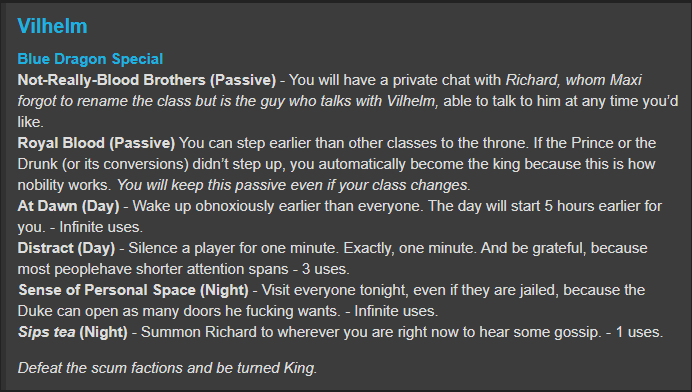 Vilhelm
Blue Dragon Special
Not-Really-Blood Brothers (Passive) - You will have a private chat with Richard, whom Maxi
forgot to rename the class but is the guy who talks with Vilhelm, able to talk to him at any time you'd
like.
Royal Blood (Passive) You can step earlier than other classes to the throne. If the Prince or the
Drunk (or its conversions) didn't step up, you automatically become the king because this is how
nobility works. You will keep this passive even if your class changes.
At Dawn (Day) - Wake up obnoxiously earlier than everyone. The day will start 5 hours earlier for
you. - Infinite uses.
Distract (Day) - Silence a player for one minute. Exactly, one minute. And be grateful, because
most peoplehave shorter attention spans - 3 uses.
Sense of Personal Space (Night) - Visit everyone tonight, even if they are jailed, because the
Duke can open as many doors he fucking wants. - Infinite uses.
Sips tea (Night) - Summon Richard to wherever you are right now to hear some gossip. - 1 uses.
Defeat the scum factions and be turned King.